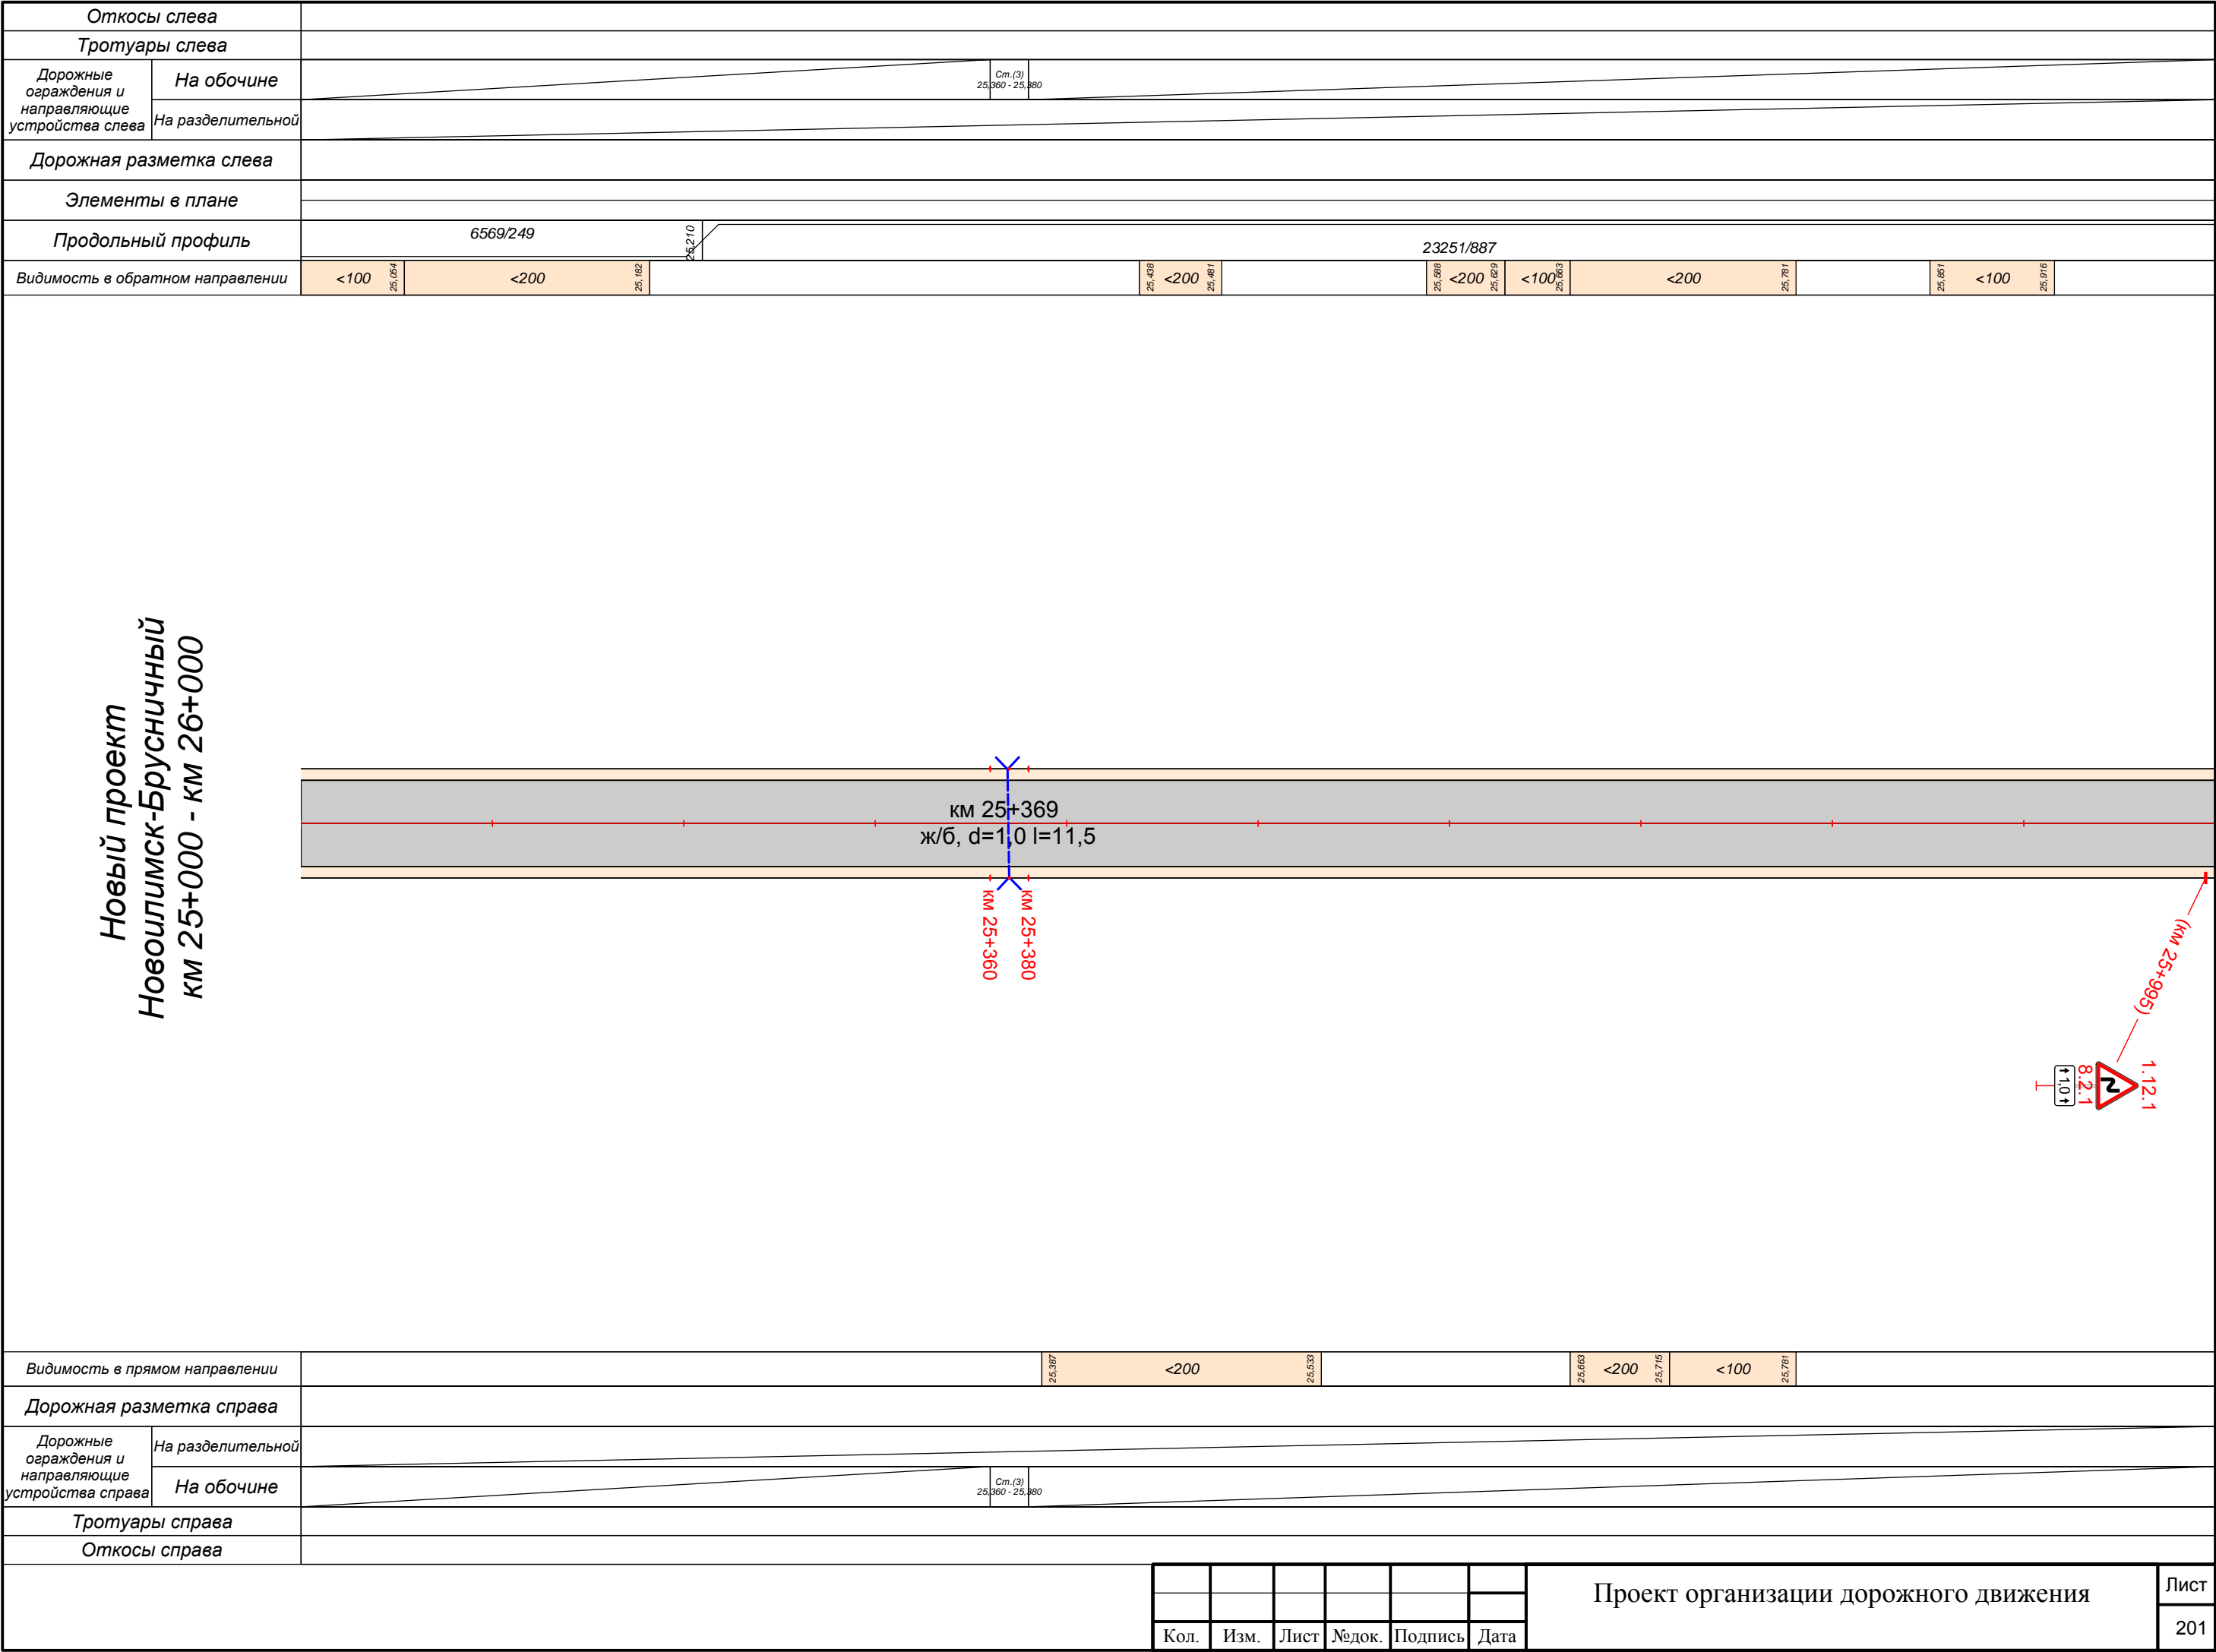 Откосы слева
Тротуары слева
Дорожные
ограждения и
направляющие
устройства слева
На обочине
Ст.(3)
25,360 - 25,380
На разделительной
Дорожная разметка слева
Элементы в плане
Продольный профиль
6569/249
25,210
23251/887
Видимость в обратном направлении
<100
25,054
<200
25,182
25,438
<200
25,481
25,588
<200
25,629
<100
25,663
<200
25,781
25,851
<100
25,916
Новый проект
Новоилимск-Брусничный
км 25+000 - км 26+000
км 25+369
ж/б, d=1,0 l=11,5
км 25+360
км 25+380
(км 25+995)
1.12.1
8.2.1
1,0
Видимость в прямом направлении
25,387
<200
25,533
25,663
<200
25,715
<100
25,781
Дорожная разметка справа
Дорожные
ограждения и
направляющие
устройства справа
На разделительной
На обочине
Ст.(3)
25,360 - 25,380
Тротуары справа
Откосы справа
Кол.
Изм.
Лист
№док.
Подпись
Дата
Проект организации дорожного движения
Лист
201